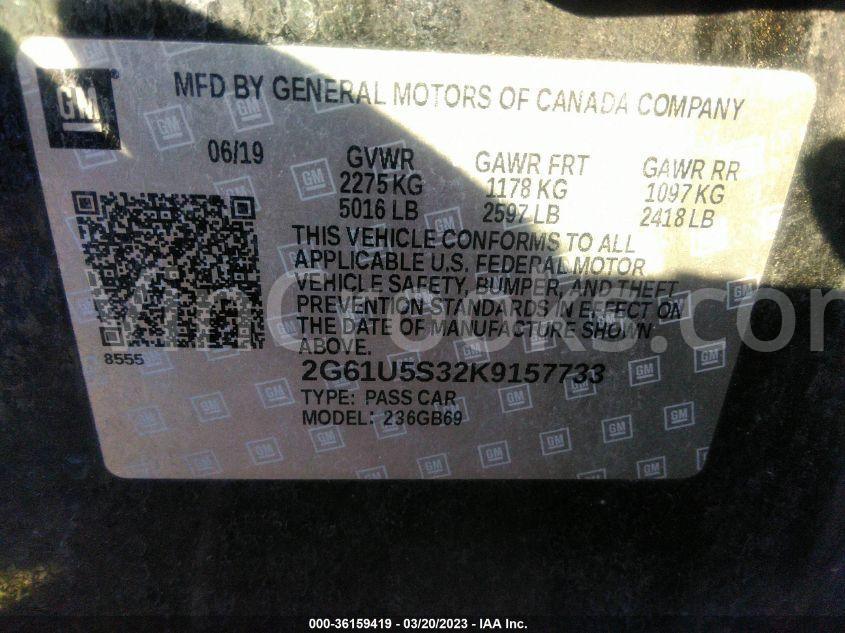 GM
MFD BY GENERAL MOTORS OF CANADA COMPANY
06/19
GVWR GAWR FRT GAWR RR
2275 KG 1178 KG 1097 KG
5016 LB 2597 LB 2418 LB
THIS VEHICLE CONFORMS TO ALL
APPLICABLE U.S. FEDERAL MOTOR
VEHICLE SAFETY, BUMPER, AND THEFT
PREVENTION STANDARDS IN EFFECT ON
THE DATE OF MANUFACTURE SHOWN
ABOVE.
8555
2G61U5S32K9157733
TYPE: PASS CAR
MODEL: 236GB69
000-36159419 - 03/20/2023 - IAA Inc.